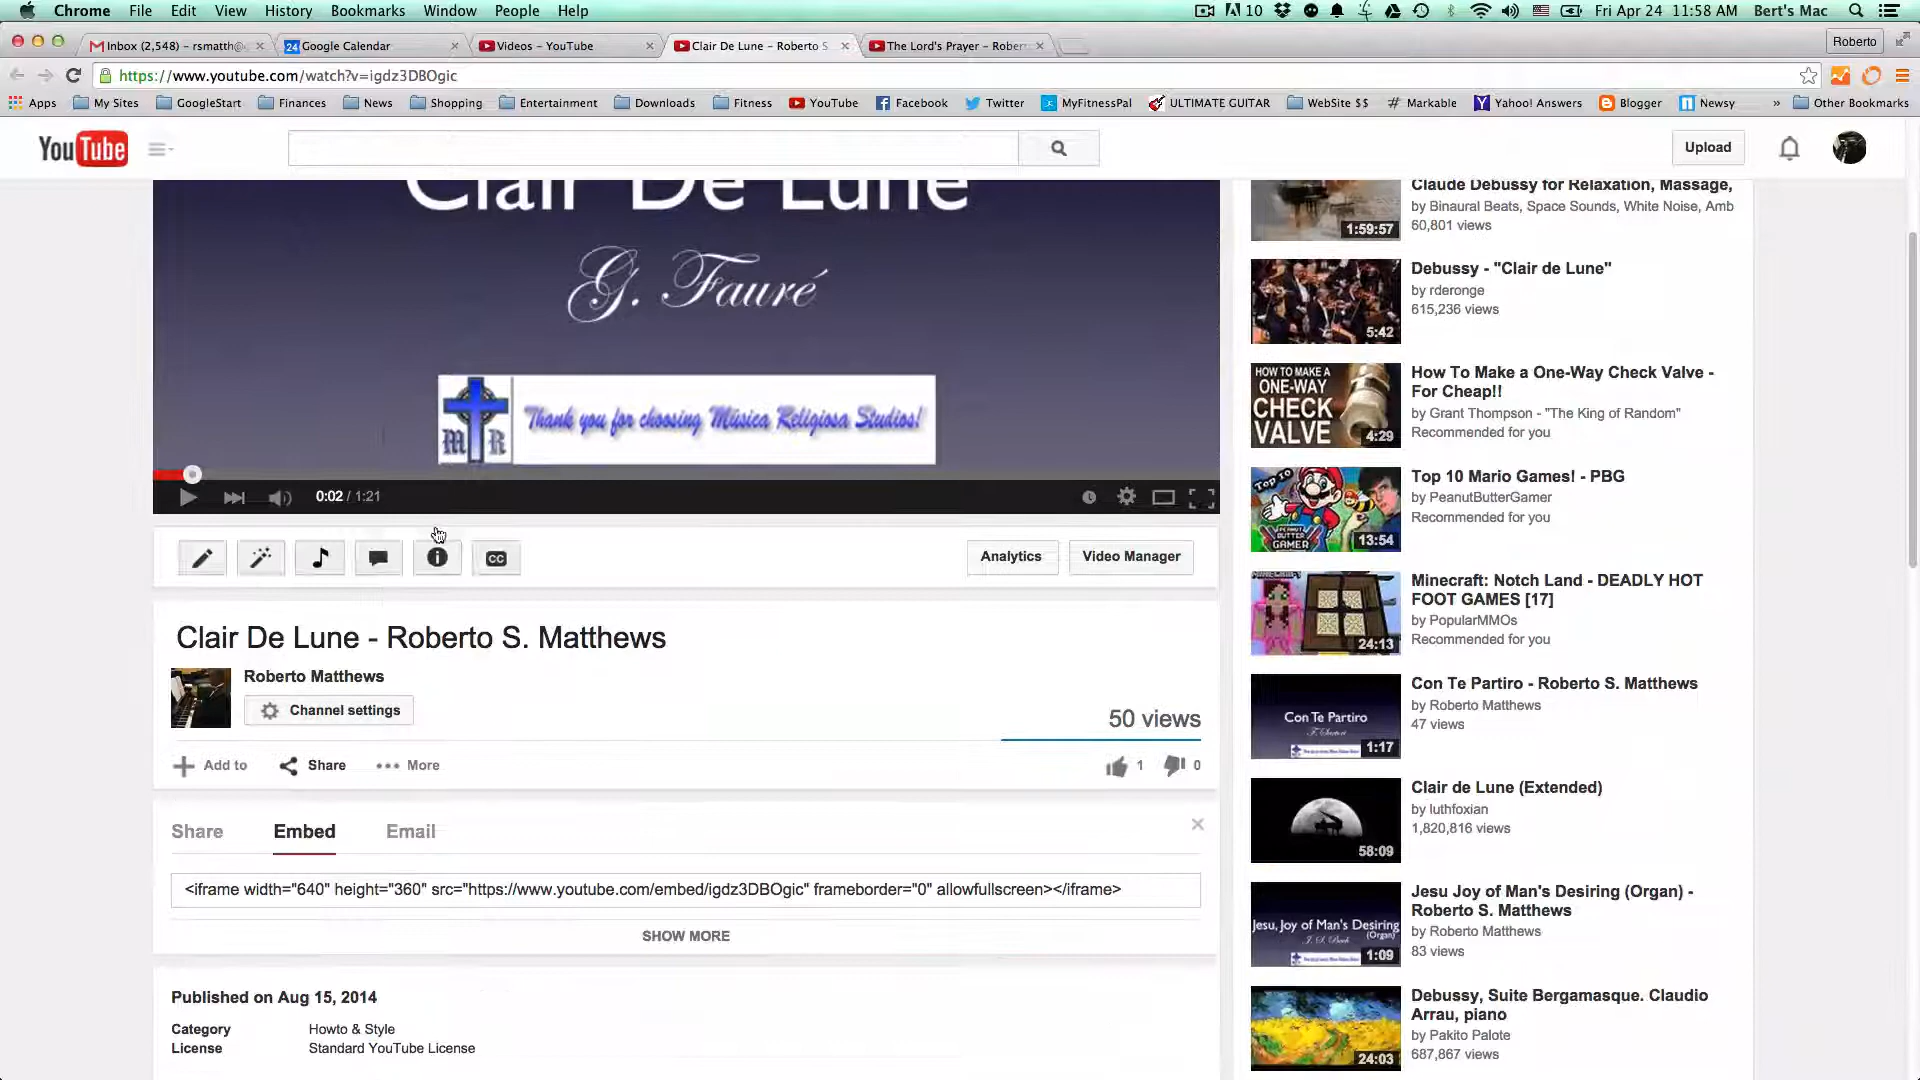 Chrome File Edit View History Bookmarks Window People Help 10 Fri Apr 24 11:58 AM Bert's Mac
Inbox (2,548) - rsmatth@ 24 Google Calendar Videos - YouTube Clair De Lune - Roberto S The Lord's Prayer - Rober Roberto
https://www.youtube.com/watch?v=igdz3DBOgic
Apps My Sites GoogleStart Finances News Shopping Entertainment Downloads Fitness YouTube Facebook Twitter MyFitnessPal ULTIMATE GUITAR WebSite $$ Markable Yahoo! Answers Blogger Newsy » Other Bookmarks
YouTube Upload
Clair De Lune
G. Fauré
M R Thank you for choosing Música Religiosa Studios!
0:02 / 1:21
CC Analytics Video Manager
Clair De Lune - Roberto S. Matthews
Roberto Matthews
Channel settings
50 views
Add to Share More 1 0
Share Embed Email
<iframe width="640" height="360" src="https://www.youtube.com/embed/igdz3DBOgic" frameborder="0" allowfullscreen></iframe>
SHOW MORE
Published on Aug 15, 2014
Category Howto & Style
License Standard YouTube License
Claude Debussy for Relaxation, Massage,
by Binaural Beats, Space Sounds, White Noise, Amb
60,801 views
1:59:57
Debussy - "Clair de Lune"
by rderonge
615,236 views
5:42
HOW TO MAKE A
ONE-WAY
CHECK
VALVE
4:29
How To Make a One-Way Check Valve -
For Cheap!!
by Grant Thompson - "The King of Random"
Recommended for you
Top 10
PEANUT
BUTTER
GAMER
13:54
Top 10 Mario Games! - PBG
by PeanutButterGamer
Recommended for you
Minecraft: Notch Land - DEADLY HOT
FOOT GAMES [17]
by PopularMMOs
Recommended for you
24:13
Con Te Partiro
F. Sartori
1:17
Con Te Partiro - Roberto S. Matthews
by Roberto Matthews
47 views
Clair de Lune (Extended)
by luthfoxian
1,820,816 views
58:09
Jesu, Joy of Man's Desiring
(Organ)
J. S. Bach
1:09
Jesu Joy of Man's Desiring (Organ) -
Roberto S. Matthews
by Roberto Matthews
83 views
Debussy, Suite Bergamasque. Claudio
Arrau, piano
by Pakito Palote
687,867 views
24:03